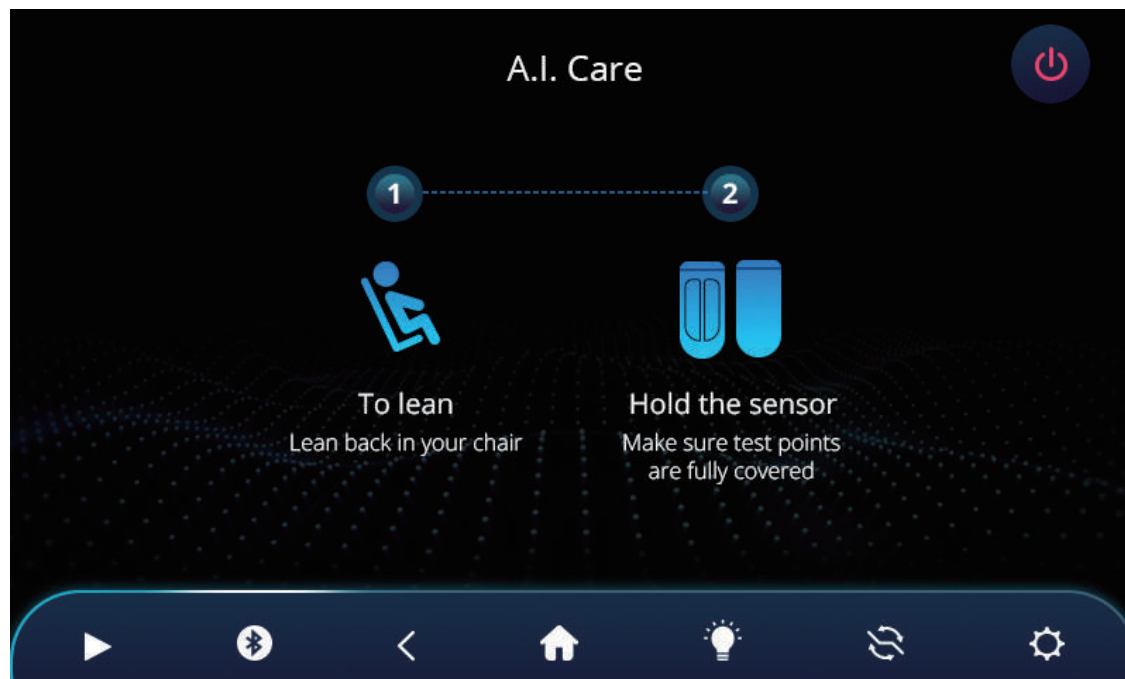 A.I. Care
1
2
To lean
Lean back in your chair
Hold the sensor
Make sure test points
are fully covered